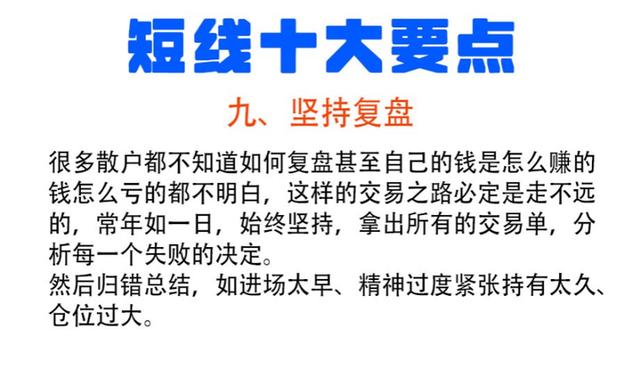 短线十大要点
九、坚持复盘
很多散户都不知道如何复盘甚至自己的钱是怎么赚的
钱怎么亏的都不明白，这样的交易之路必定是走不远
的，常年如一日，始终坚持，拿出所有的交易单，分
析每一个失败的决定。
然后归错总结，如进场太早、精神过度紧张持有太久、
仓位过大。